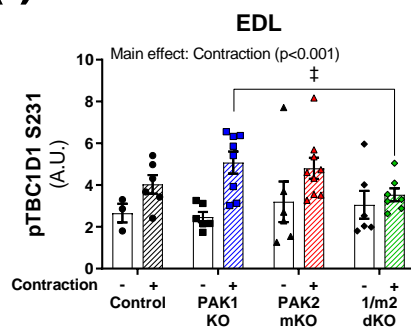 EDL
Main effect: Contraction (p<0.001)
‡
pTBC1D1 S231
(A.U.)
10
8
6
4
2
0
Contraction - + - + - + - +
Control PAK1 KO PAK2 mKO 1/m2 dKO